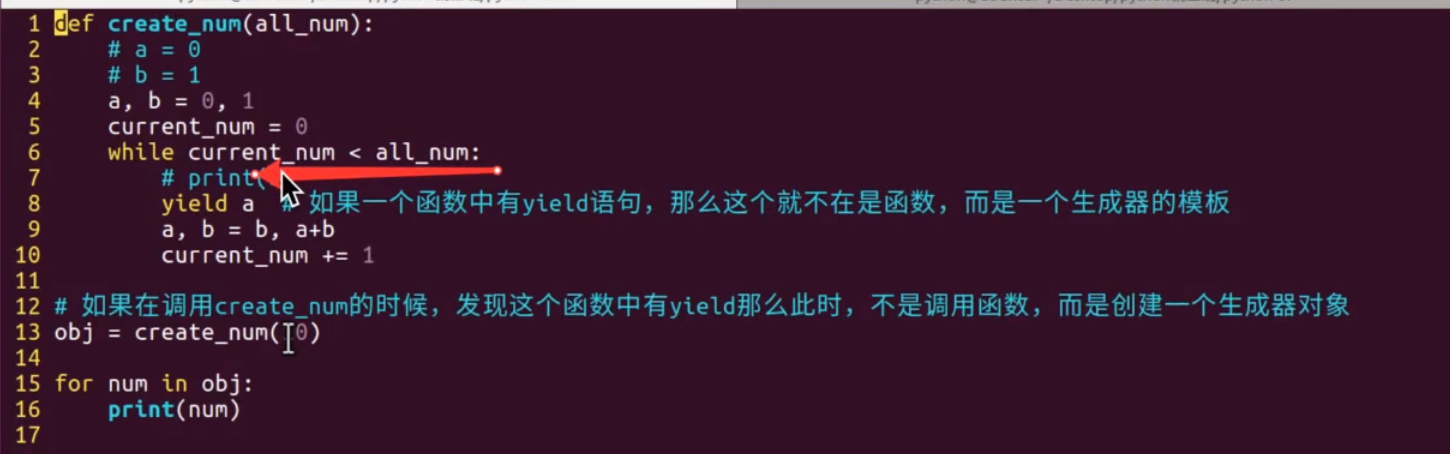 1 def create_num(all_num):
2     # a = 0
3     # b = 1
4     a, b = 0, 1
5     current_num = 0
6     while current_num < all_num:
7         # print(
8         yield a  # 如果一个函数中有yield语句，那么这个就不在是函数，而是一个生成器的模板
9         a, b = b, a+b
10         current_num += 1
11
12 # 如果在调用create_num的时候，发现这个函数中有yield那么此时，不是调用函数，而是创建一个生成器对象
13 obj = create_num( 0)
14
15 for num in obj:
16     print(num)
17